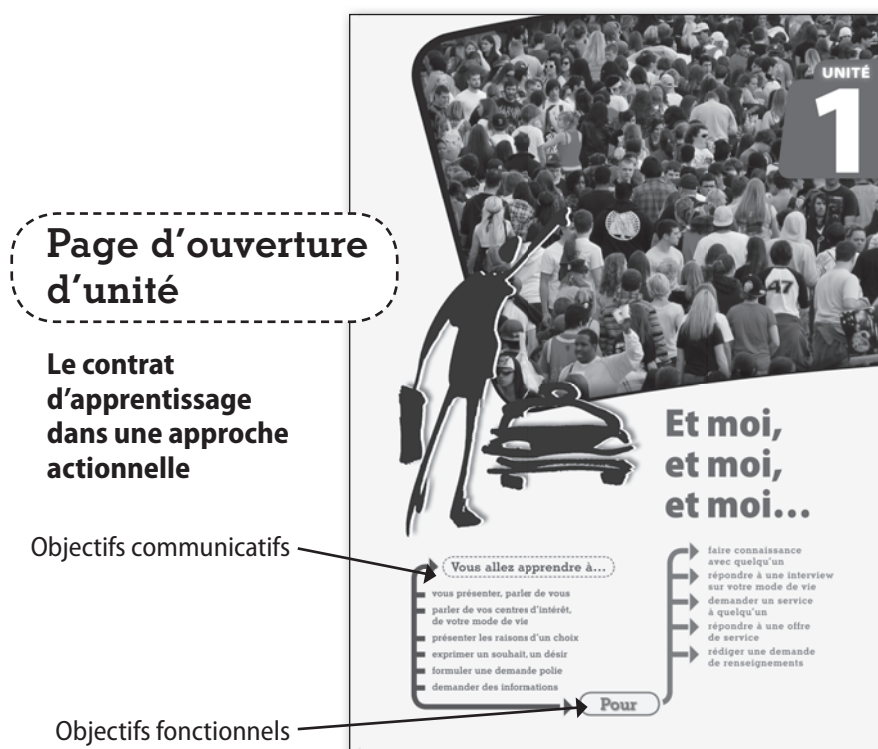 UNITÉ
1
Page d'ouverture
d'unité
Le contrat
d'apprentissage
dans une approche
actionnelle
47
Et moi,
et moi,
et moi…
Objectifs communicatifs
Vous allez apprendre à…
vous présenter, parler de vous
parler de vos centres d'intérêt,
de votre mode de vie
présenter les raisons d'un choix
exprimer un souhait, un désir
formuler une demande polie
demander des informations
Objectifs fonctionnels
Pour
faire connaissance
avec quelqu'un
répondre à une interview
sur votre mode de vie
demander un service
à quelqu'un
répondre à une offre
de service
rédiger une demande
de renseignements